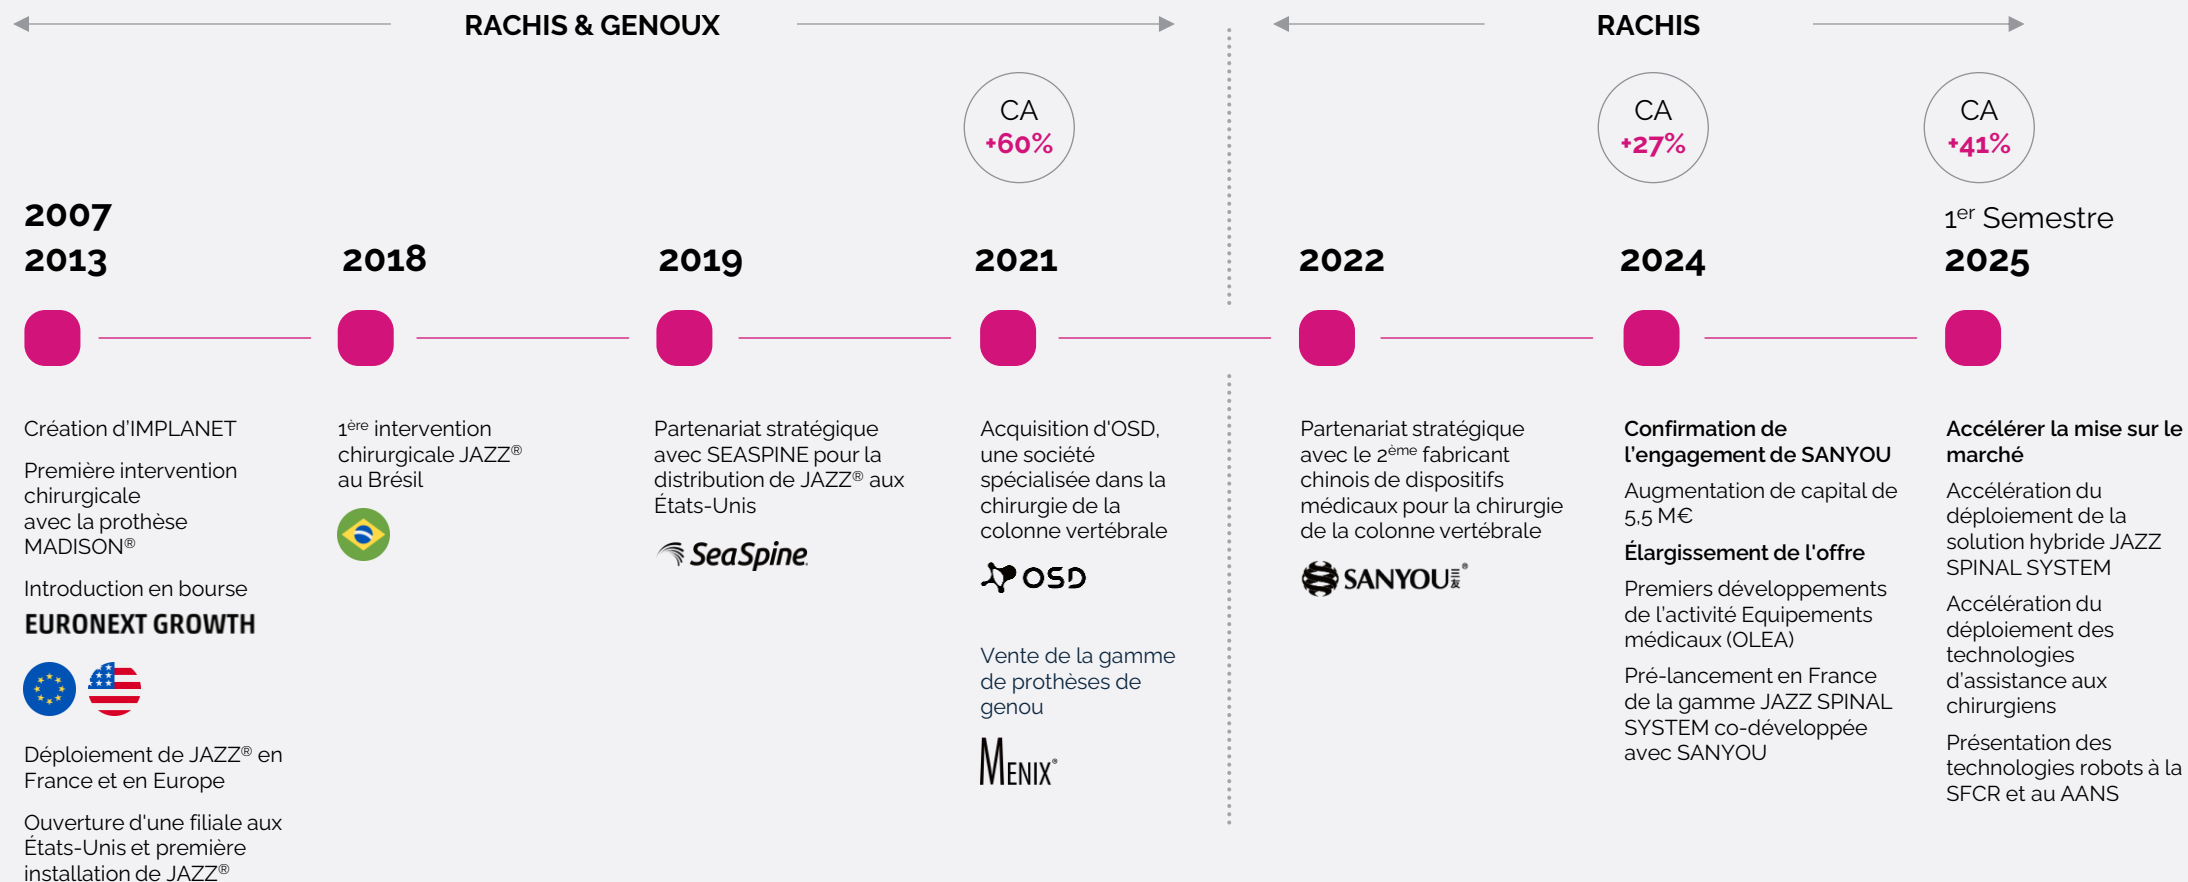 RACHIS & GENOUX
RACHIS
CA
+60%
CA
+27%
CA
+41%
2007
2013
Création d'IMPLANET
Première intervention
chirurgicale
avec la prothèse
MADISON®
Introduction en bourse
EURONEXT GROWTH
Déploiement de JAZZ® en
France et en Europe
Ouverture d'une filiale aux
États-Unis et première
installation de JAZZ®
2018
1ère intervention
chirurgicale JAZZ®
au Brésil
2019
Partenariat stratégique
avec SEASPINE pour la
distribution de JAZZ® aux
États-Unis
SeaSpine
2021
Acquisition d'OSD,
une société
spécialisée dans la
chirurgie de la
colonne vertébrale
OSD
Vente de la gamme
de prothèses de
genou
MENIX®
2022
Partenariat stratégique
avec le 2ème fabricant
chinois de dispositifs
médicaux pour la chirurgie
de la colonne vertébrale
SANYOU三友®
2024
Confirmation de
l'engagement de SANYOU
Augmentation de capital de
5,5 M€
Élargissement de l'offre
Premiers développements
de l'activité Equipements
médicaux (OLEA)
Pré-lancement en France
de la gamme JAZZ SPINAL
SYSTEM co-développée
avec SANYOU
1er Semestre
2025
Accélérer la mise sur le
marché
Accélération du
déploiement de la
solution hybride JAZZ
SPINAL SYSTEM
Accélération du
déploiement des
technologies
d'assistance aux
chirurgiens
Présentation des
technologies robots à la
SFCR et au AANS